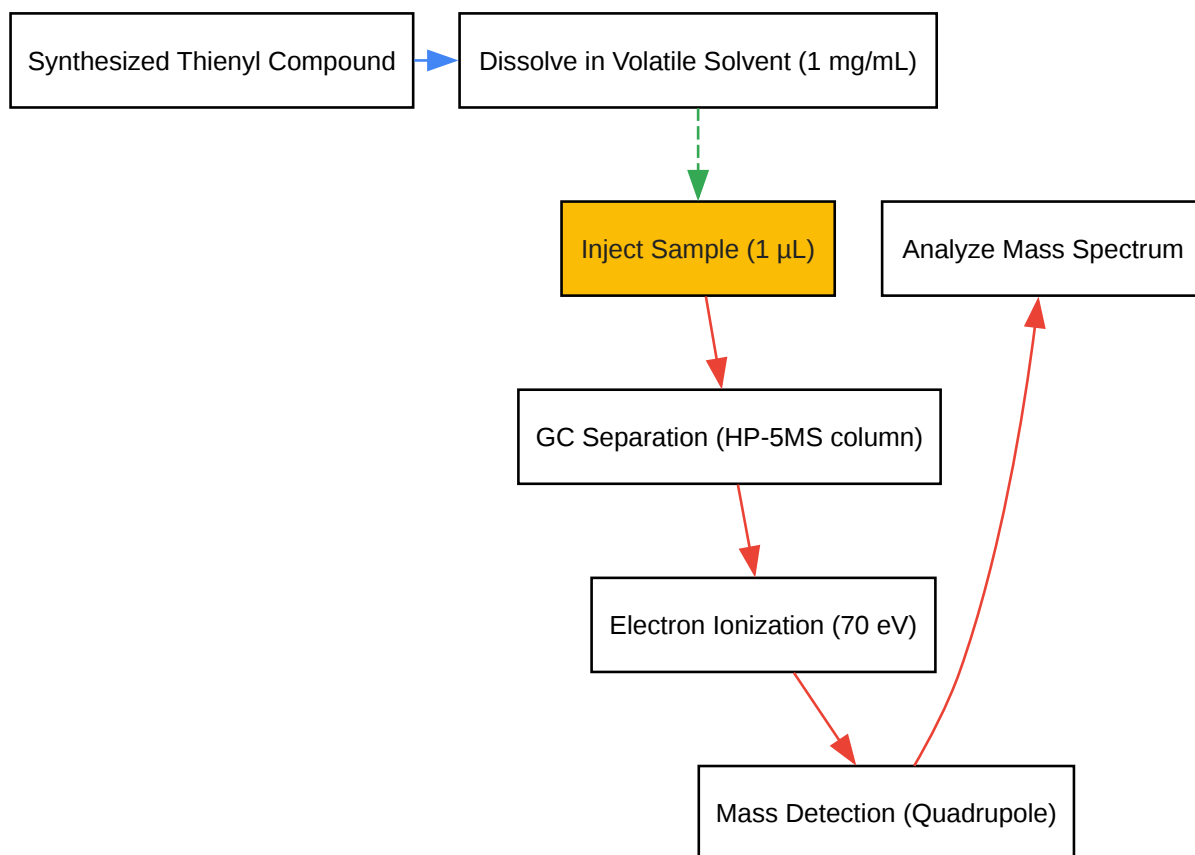 Synthesized Thienyl Compound
Dissolve in Volatile Solvent (1 mg/mL)
Inject Sample (1 µL)
Analyze Mass Spectrum
GC Separation (HP-5MS column)
Electron Ionization (70 eV)
Mass Detection (Quadrupole)